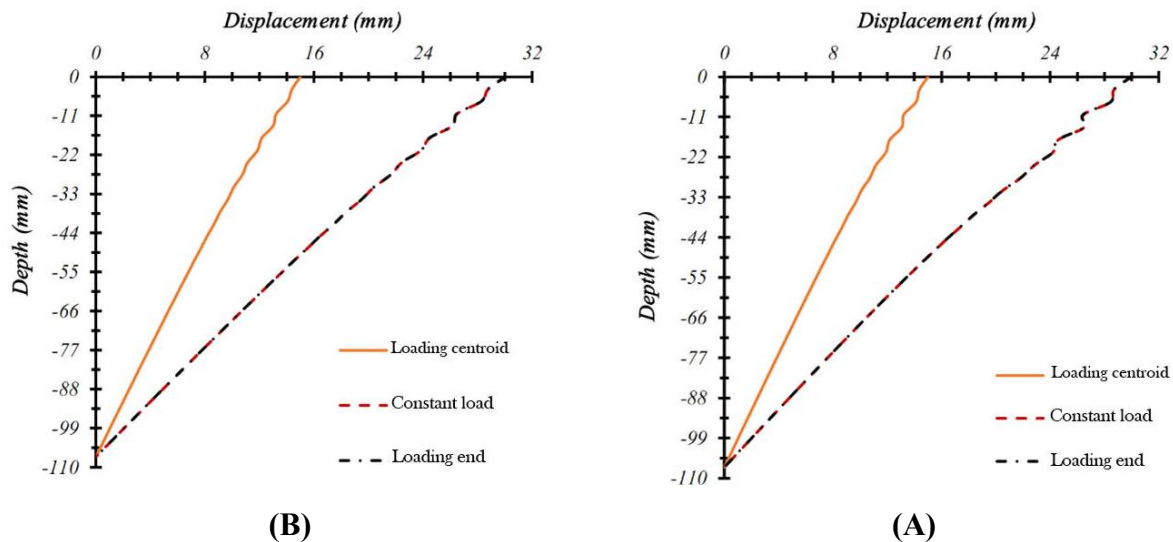 Displacement (mm)
0 8 16 24 32
0
-11
-22
-33
-44
-55
-66
-77
-88
-99
-110
Depth (mm)
Loading centroid
Constant load
Loading end
(B)
Displacement (mm)
0 8 16 24 32
0
-11
-22
-33
-44
-55
-66
-77
-88
-99
-110
Depth (mm)
Loading centroid
Constant load
Loading end
(A)